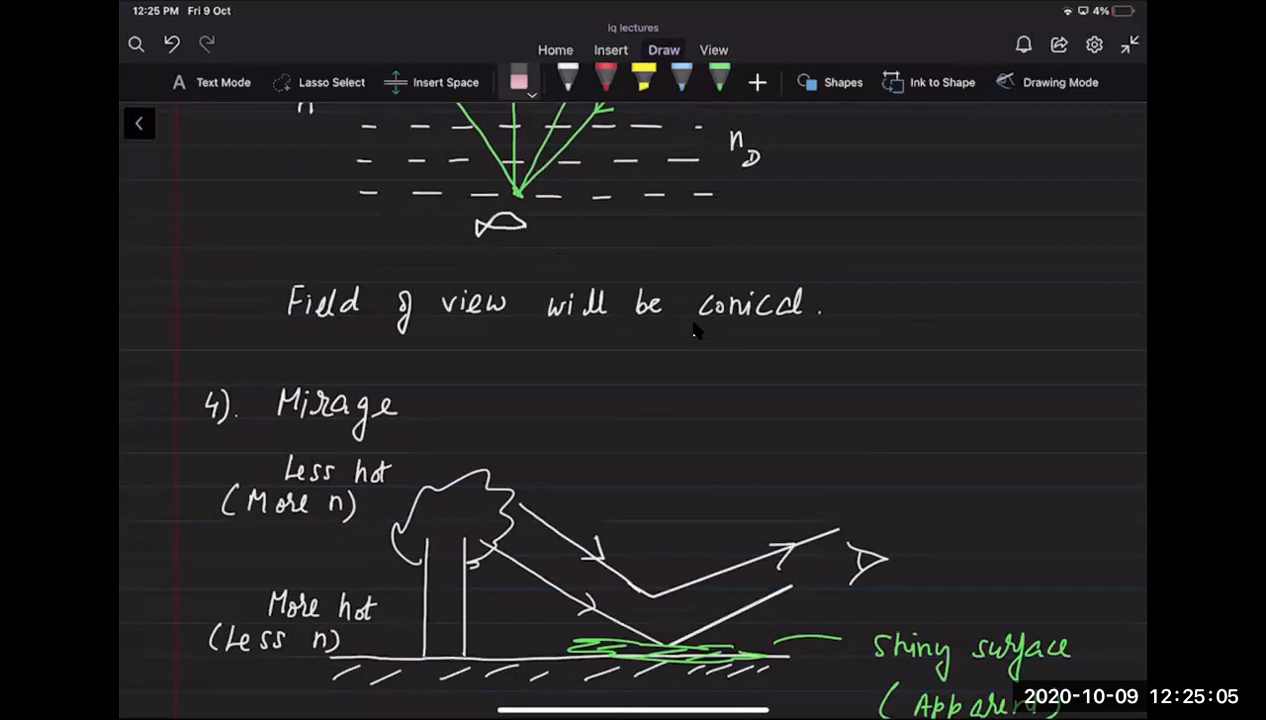 12:25 PM Fri 9 Oct
4%
iq lectures
Home Insert Draw View
Text Mode Lasso Select Insert Space Shapes Ink to Shape Drawing Mode
n
n_D
Field of view will be conical.
4). Mirage
Less hot
(More n)
More hot
(Less n)
Shiny surface
(Apparent)
2020-10-09 12:25:05